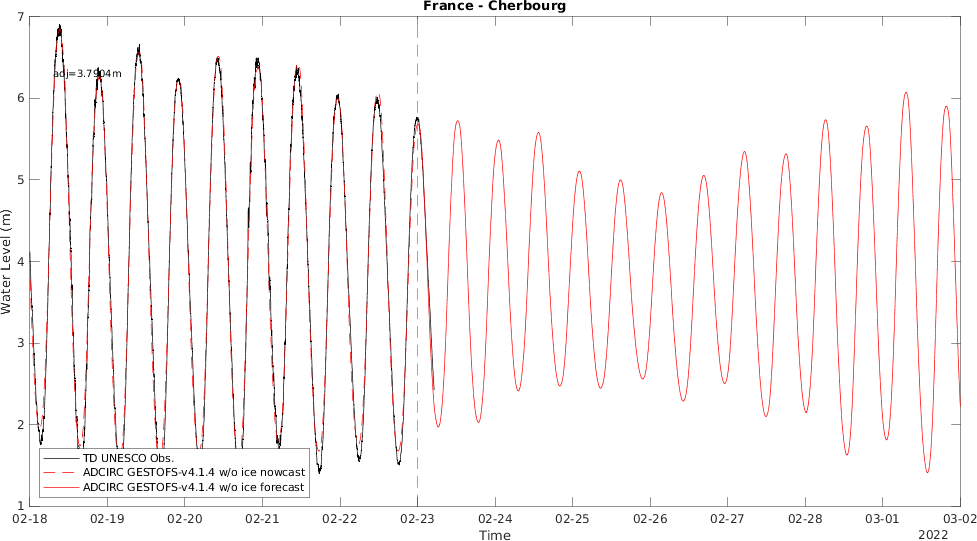 France - Cherbourg
7
6
5
4
3
2
1
Water Level (m)
adj=3.7904m
TD UNESCO Obs.
ADCIRC GESTOFS-v4.1.4 w/o ice nowcast
ADCIRC GESTOFS-v4.1.4 w/o ice forecast
02-18 02-19 02-20 02-21 02-22 02-23 02-24 02-25 02-26 02-27 02-28 03-01 03-02
Time
2022